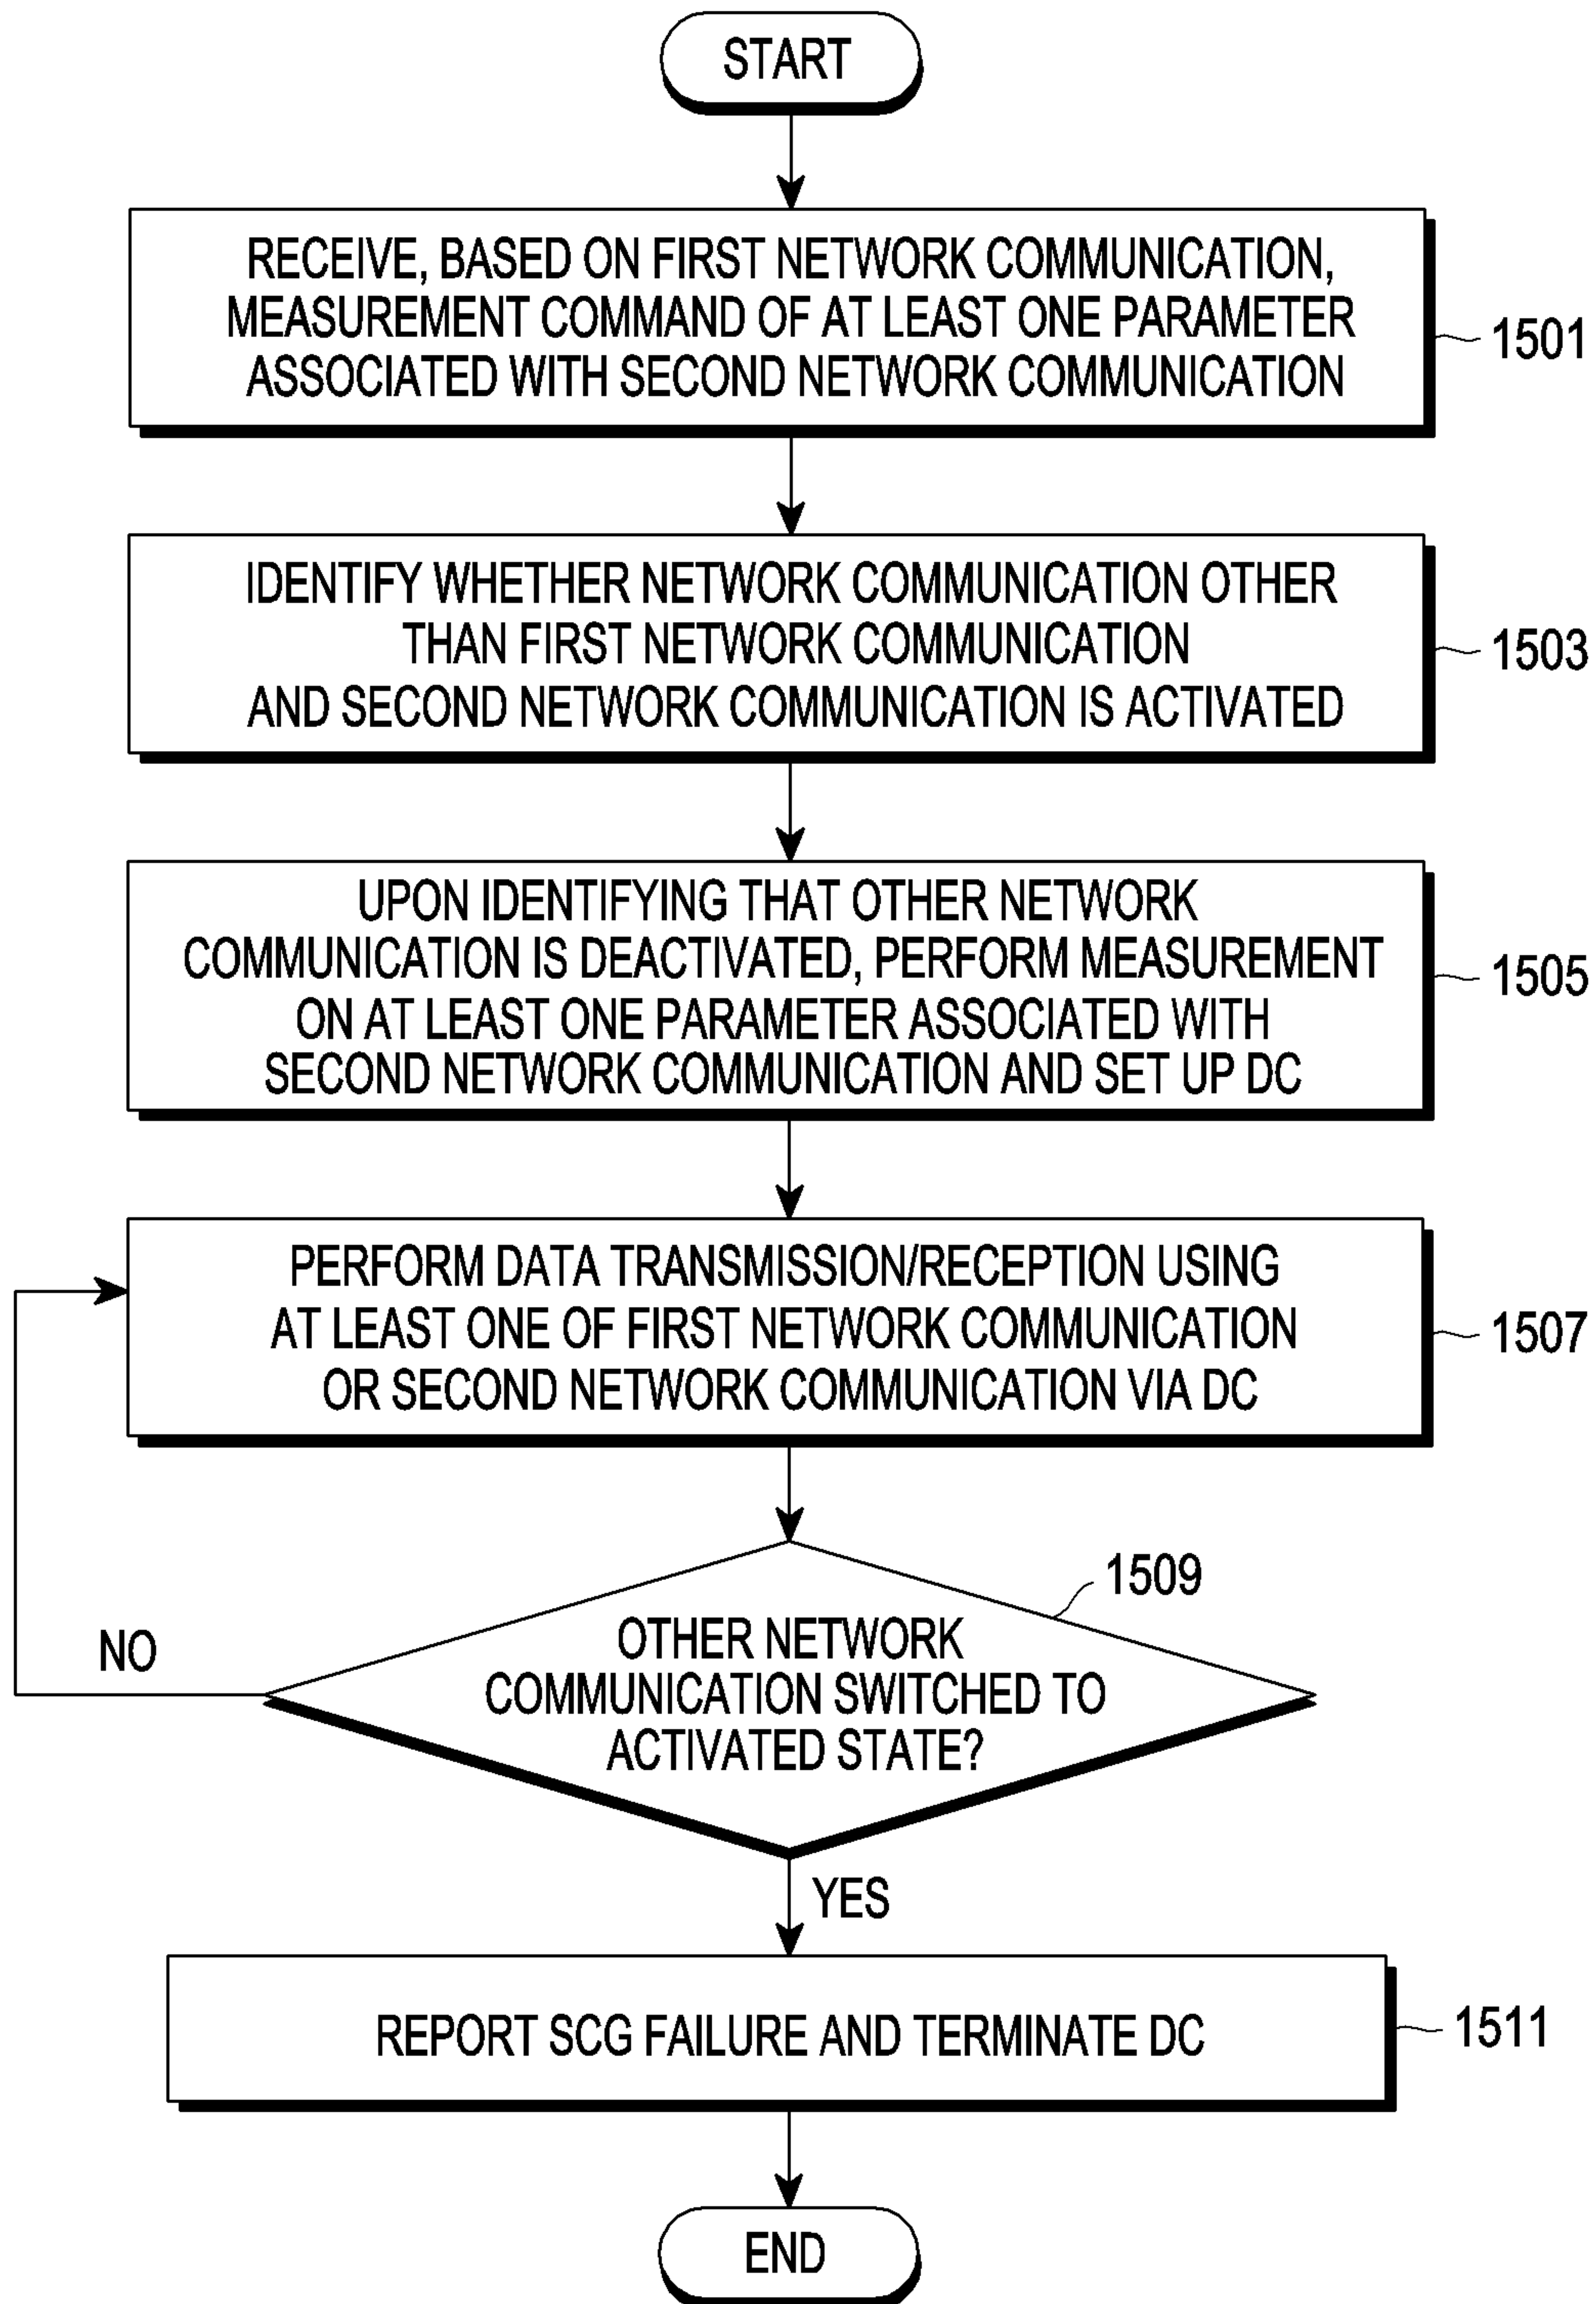 START
RECEIVE, BASED ON FIRST NETWORK COMMUNICATION,
MEASUREMENT COMMAND OF AT LEAST ONE PARAMETER
ASSOCIATED WITH SECOND NETWORK COMMUNICATION
1501
IDENTIFY WHETHER NETWORK COMMUNICATION OTHER
THAN FIRST NETWORK COMMUNICATION
AND SECOND NETWORK COMMUNICATION IS ACTIVATED
1503
UPON IDENTIFYING THAT OTHER NETWORK
COMMUNICATION IS DEACTIVATED, PERFORM MEASUREMENT
ON AT LEAST ONE PARAMETER ASSOCIATED WITH
SECOND NETWORK COMMUNICATION AND SET UP DC
1505
PERFORM DATA TRANSMISSION/RECEPTION USING
AT LEAST ONE OF FIRST NETWORK COMMUNICATION
OR SECOND NETWORK COMMUNICATION VIA DC
1507
1509
OTHER NETWORK
COMMUNICATION SWITCHED TO
ACTIVATED STATE?
NO
YES
REPORT SCG FAILURE AND TERMINATE DC
1511
END